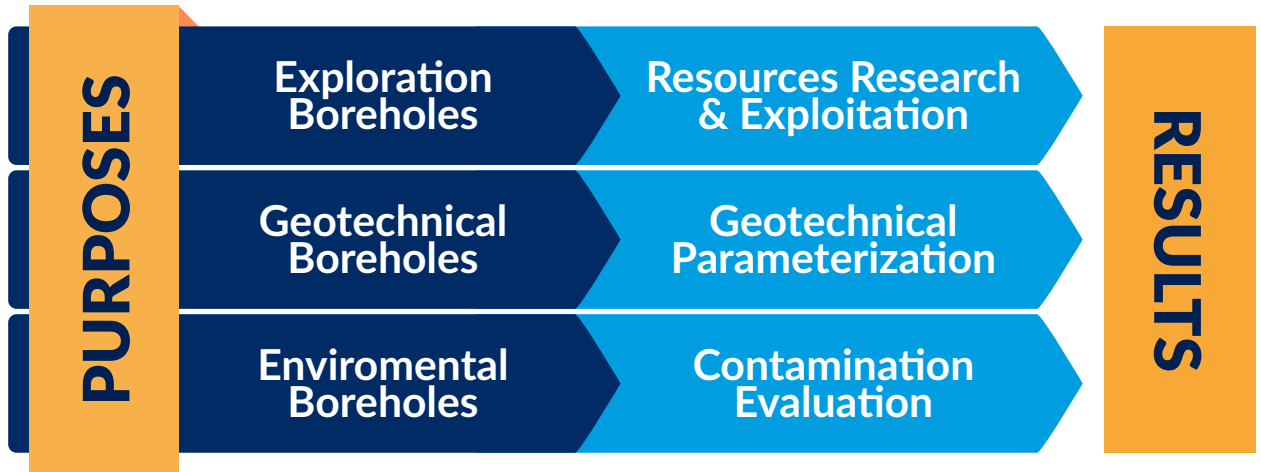 PURPOSES
Exploration
Boreholes
Resources Research
& Exploitation
Geotechnical
Boreholes
Geotechnical
Parameterization
Enviromental
Boreholes
Contamination
Evaluation
RESULTS